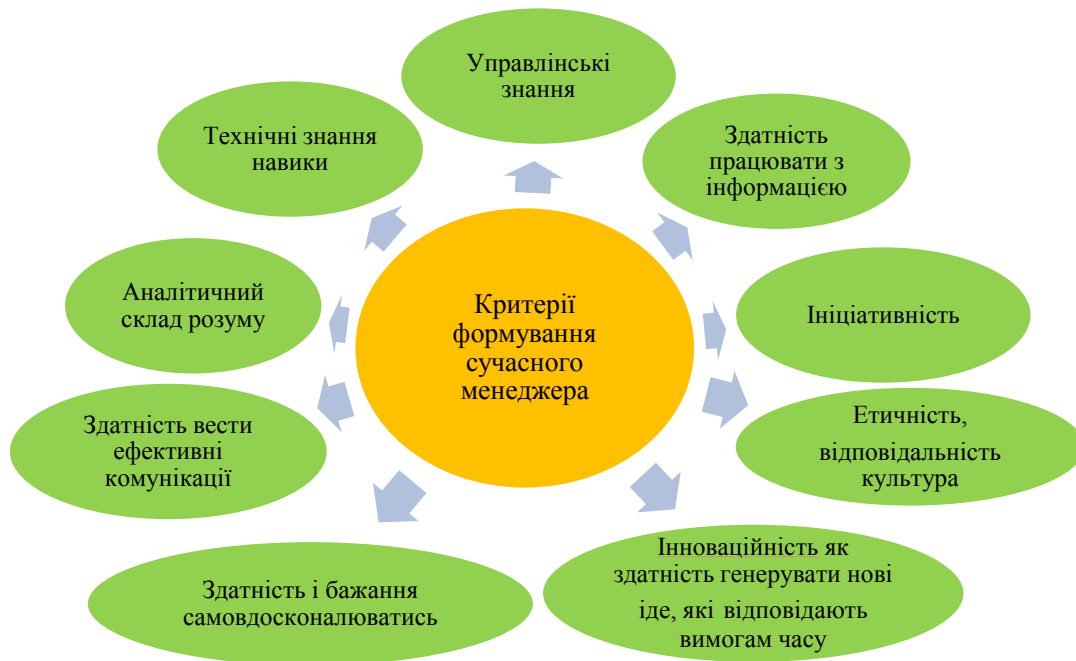 Управлінські
знання
Технічні знання
навики
Здатність
працювати з
інформацією
Аналітичний
склад розуму
Критерії
формування
сучасного
менеджера
Ініціативність
Здатність вести
ефективні
комунікації
Етичність,
відповідальність
культура
Здатність і бажання
самовдосконалюватись
Інноваційність як
здатність генерувати нові
іде, які відповідають
вимогам часу